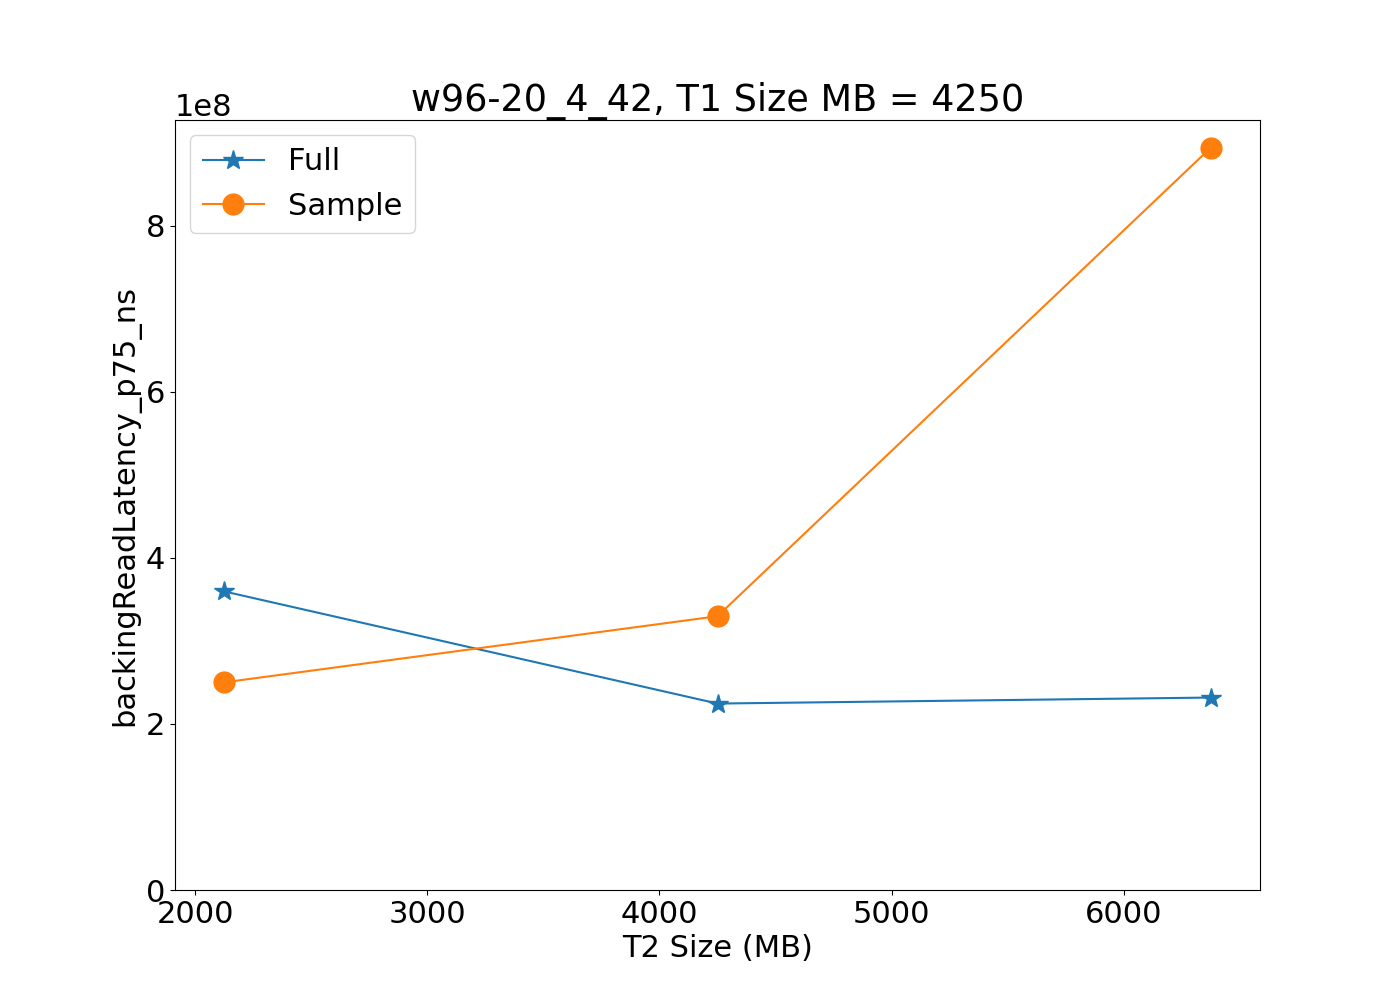 w96-20_4_42, T1 Size MB = 4250
1e8
Full
Sample
8
6
4
2
0
backingReadLatency_p75_ns
2000 3000 4000 5000 6000
T2 Size (MB)